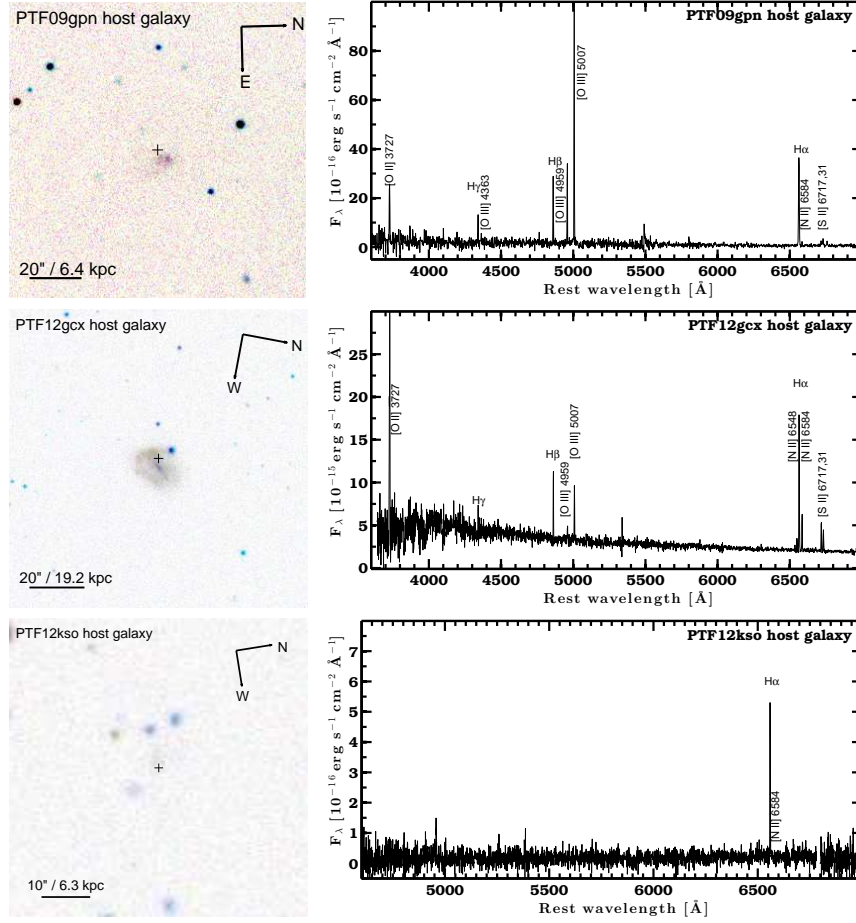 PTF09gpn host galaxy
N
E
20" / 6.4 kpc
PTF09gpn host galaxy
80
60
40
20
0
F λ [10−16 erg s−1 cm−2 Å−1]
[O II] 3727
Hγ
[O III] 4363
Hβ
[O III] 4959
[O III] 5007
Hα
[N II] 6584
[S II] 6717,31
4000 4500 5000 5500 6000 6500
Rest wavelength [Å]
PTF12gcx host galaxy
N
W
20" / 19.2 kpc
PTF12gcx host galaxy
25
20
15
10
5
0
F λ [10−15 erg s−1 cm−2 Å−1]
[O II] 3727
Hγ
Hβ
[O III] 4959
[O III] 5007
Hα
[N II] 6548
[N II] 6584
[S II] 6717,31
4000 4500 5000 5500 6000 6500
Rest wavelength [Å]
PTF12kso host galaxy
N
W
10" / 6.3 kpc
PTF12kso host galaxy
7
6
5
4
3
2
1
0
F λ [10−16 erg s−1 cm−2 Å−1]
Hα
[N II] 6584
5000 5500 6000 6500
Rest wavelength [Å]